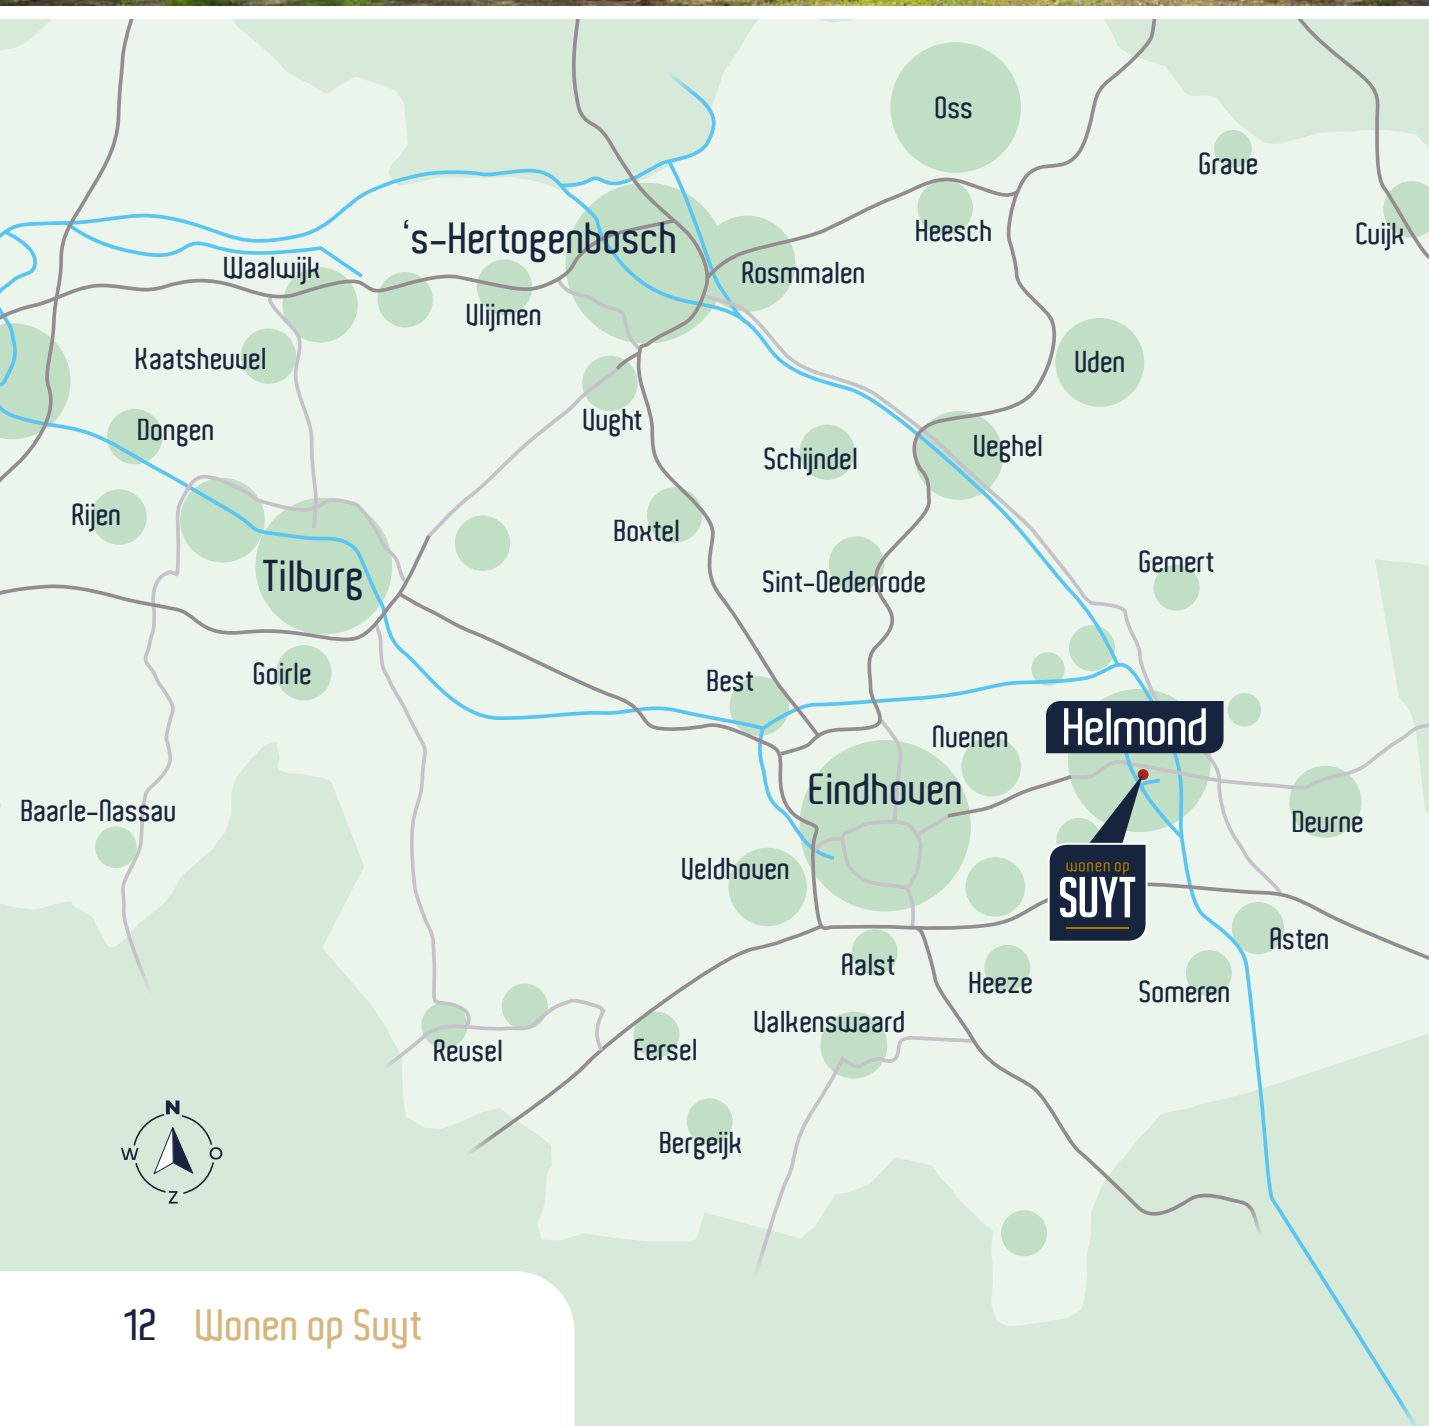 Oss
Grave
's-Hertogenbosch
Heesch
Cuijk
Waalwijk
Rosmmalen
Vlijmen
Kaatsheuvel
Uden
Vught
Dongen
Schijndel
Veghel
Rijen
Boxtel
Gemert
Tilburg
Sint-Oedenrode
Goirle
Best
Nuenen
Helmond
Eindhoven
Baarle-Nassau
Deurne
Veldhoven
wonen op
SUYT
Asten
Aalst
Heeze
Someren
Valkenswaard
Reusel
Eersel
N
W
O
Z
Bergeijk
12 Wonen op Suyt